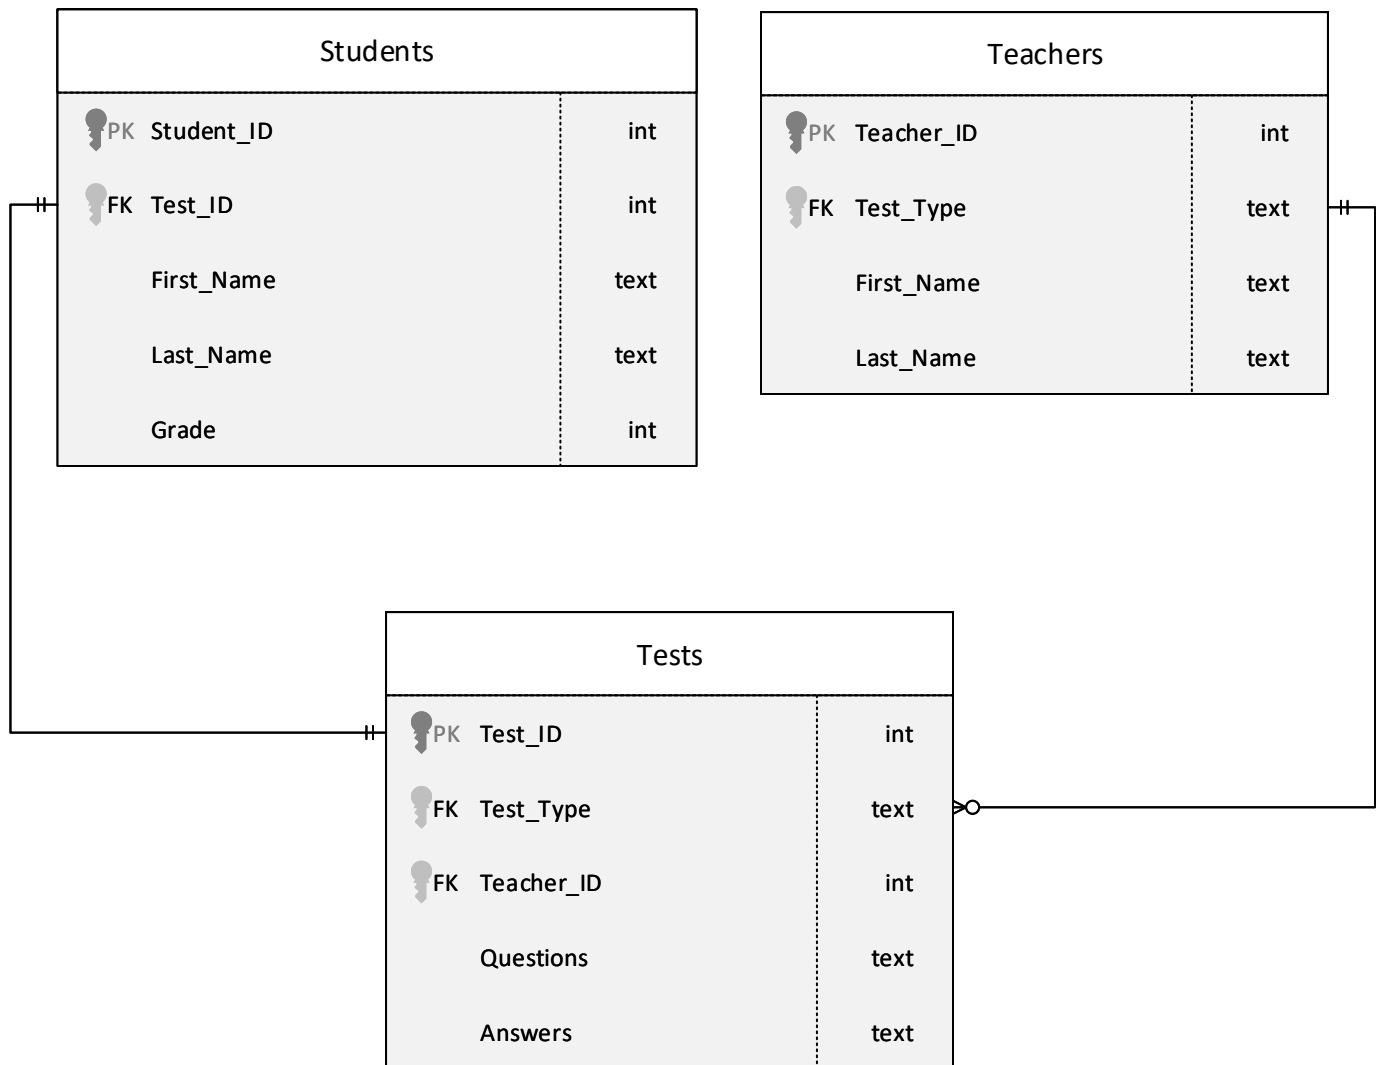 Students
PK Student_ID int
FK Test_ID int
First_Name text
Last_Name text
Grade int
Teachers
PK Teacher_ID int
FK Test_Type text
First_Name text
Last_Name text
Tests
PK Test_ID int
FK Test_Type text
FK Teacher_ID int
Questions text
Answers text